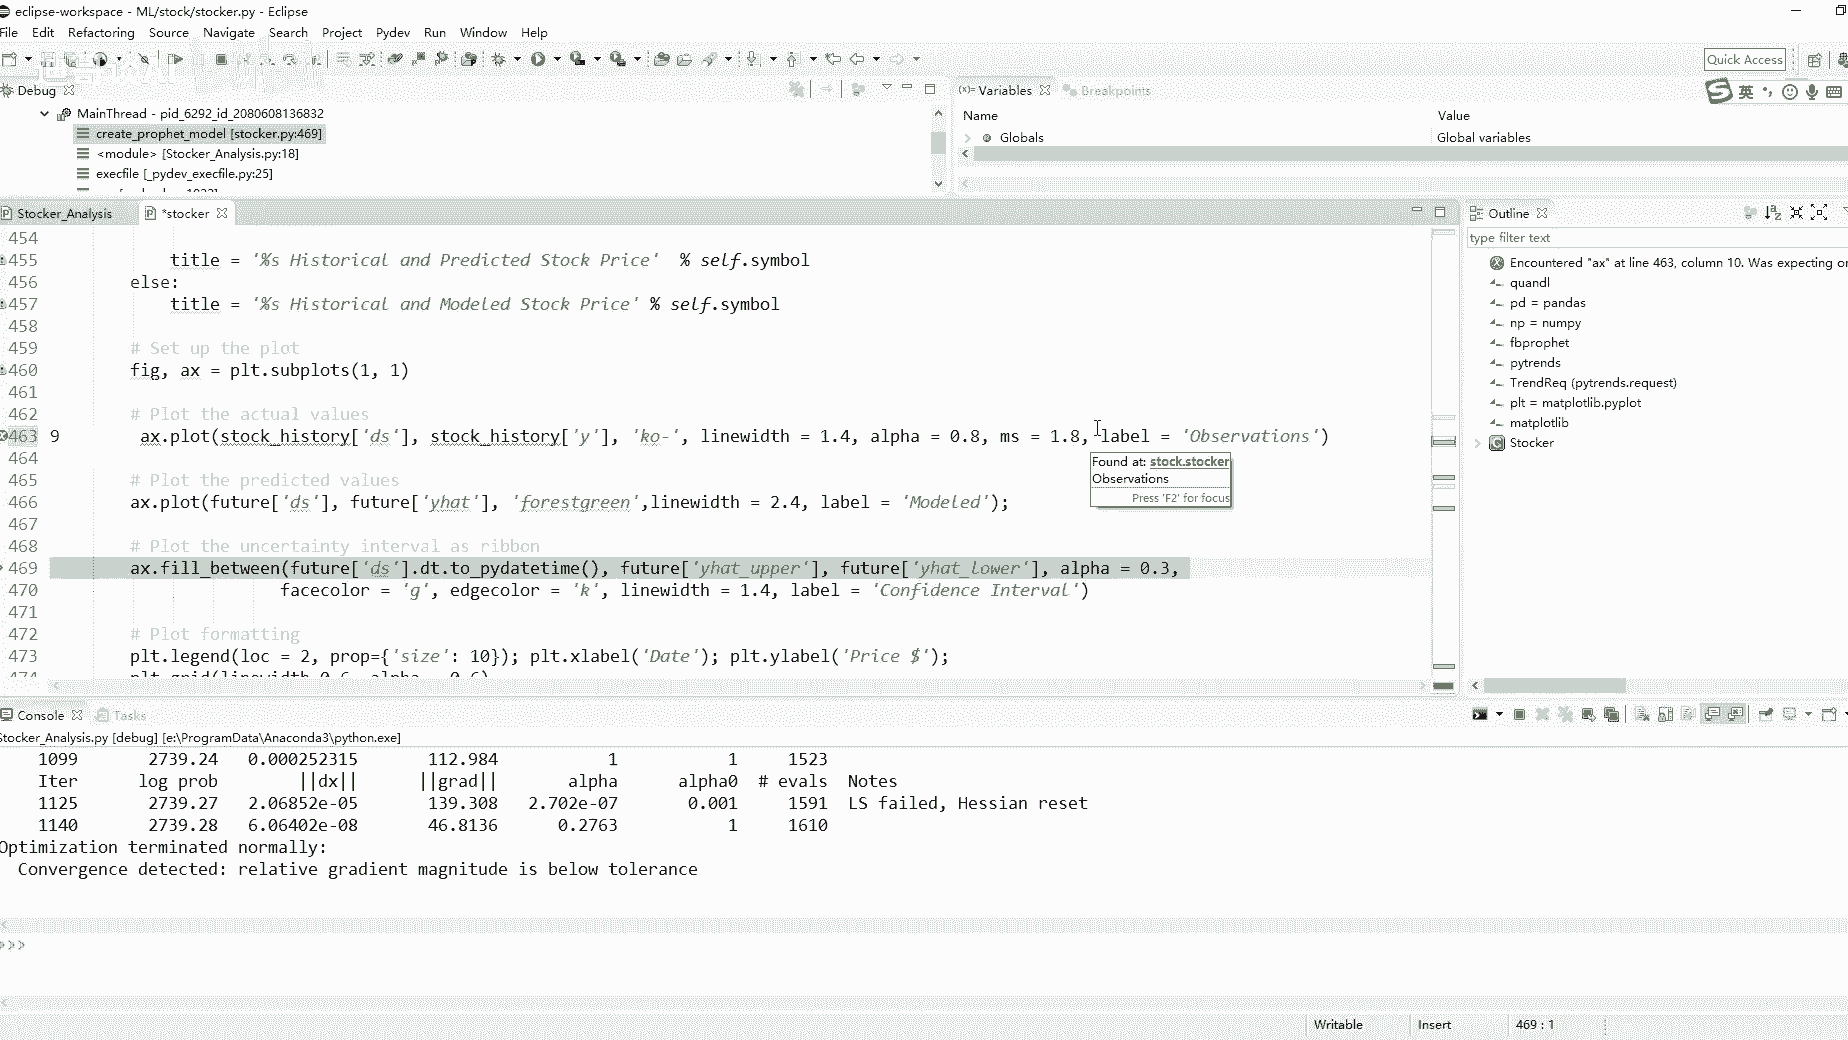 eclipse-workspace - ML/stock/stocker.py - Eclipse
File Edit Refactoring Source Navigate Search Project Pydev Run Window Help
Quick Access
Debug
(x)= Variables Breakpoints
英
MainThread - pid_6292_id_2080608136832
create_prophet_model [stocker.py:469]
<module> [Stocker_Analysis.py:18]
execfile [_pydev_execfile.py:25]
Name Value
Globals Global variables
Stocker_Analysis *stocker
454
455 title = '%s Historical and Predicted Stock Price' % self.symbol
456 else:
457 title = '%s Historical and Modeled Stock Price' % self.symbol
458
459 # Set up the plot
460 fig, ax = plt.subplots(1, 1)
461
462 # Plot the actual values
463 9 ax.plot(stock_history['ds'], stock_history['y'], 'ko-', linewidth = 1.4, alpha = 0.8, ms = 1.8, label = 'Observations')
464
465 # Plot the predicted values
466 ax.plot(future['ds'], future['yhat'], 'forestgreen',linewidth = 2.4, label = 'Modeled');
467
468 # Plot the uncertainty interval as ribbon
469 ax.fill_between(future['ds'].dt.to_pydatetime(), future['yhat_upper'], future['yhat_lower'], alpha = 0.3,
470 facecolor = 'g', edgecolor = 'k', linewidth = 1.4, label = 'Confidence Interval')
471
472 # Plot formatting
473 plt.legend(loc = 2, prop={'size': 10}); plt.xlabel('Date'); plt.ylabel('Price $');
474 plt.grid(linewidth=0.6, alpha = 0.6)
Found at: stock.stocker
Observations
Press 'F2' for focus
Outline
type filter text
Encountered "ax" at line 463, column 10. Was expecting on
quandl
pd = pandas
np = numpy
fbprophet
pytrends
TrendReq (pytrends.request)
plt = matplotlib.pyplot
matplotlib
Stocker
Console Tasks
Stocker_Analysis.py [debug] [e:\ProgramData\Anaconda3\python.exe]
1099 2739.24 0.000252315 112.984 1 1 1523
Iter log prob ||dx|| ||grad|| alpha alpha0 # evals Notes
1125 2739.27 2.06852e-05 139.308 2.702e-07 0.001 1591 LS failed, Hessian reset
1140 2739.28 6.06402e-08 46.8136 0.2763 1 1610
Optimization terminated normally:
Convergence detected: relative gradient magnitude is below tolerance
>>>
Writable Insert 469 : 1